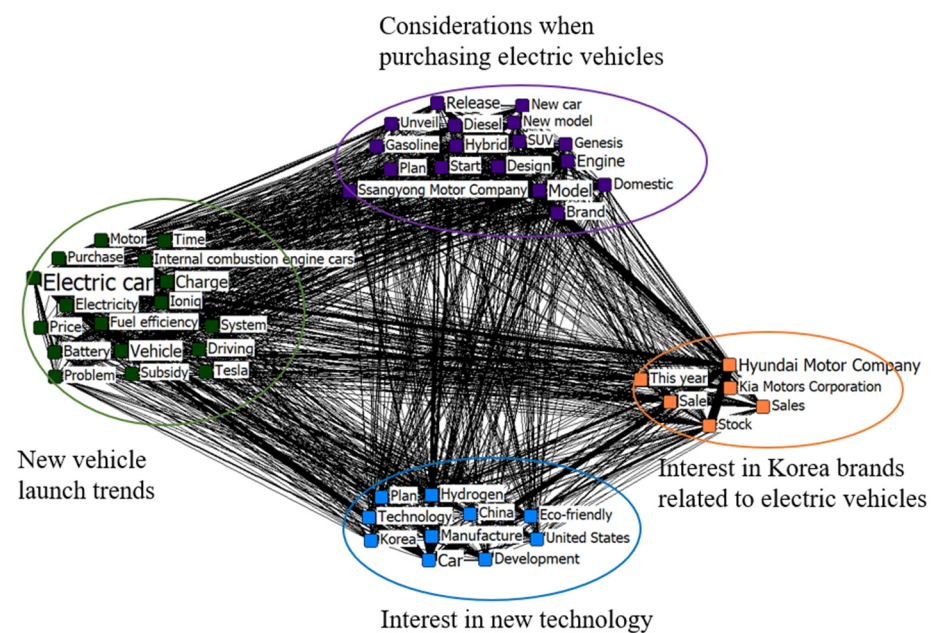 Considerations when
purchasing electric vehicles
Release
New car
Unveil
Diesel
New model
Gasoline
Hybrid
SUV
Genesis
Plan
Start
Design
Engine
Ssangyong Motor Company
Model
Domestic
Brand
Motor
Time
Purchase
Internal combustion engine cars
Electric car
Charge
Electricity
Ioniq
Prices
Fuel efficiency
System
Battery
Vehicle
Driving
Problem
Subsidy
Tesla
New vehicle
launch trends
Hyundai Motor Company
This year
Kia Motors Corporation
Sale
Sales
Stock
Interest in Korea brands
related to electric vehicles
Plan
Hydrogen
Technology
China
Eco-friendly
Korea
Manufacture
United States
Car
Development
Interest in new technology